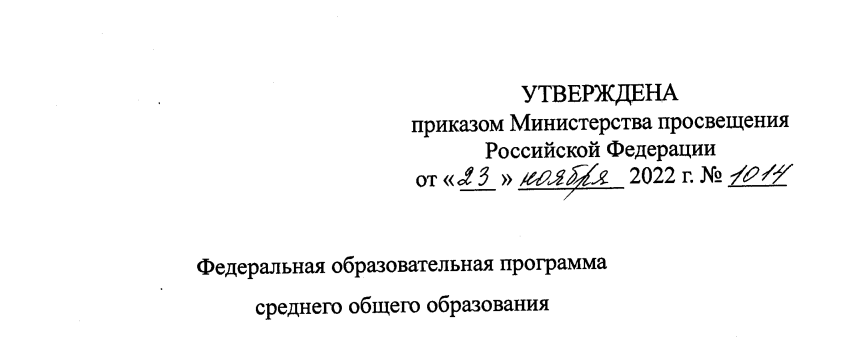 УТВЕРЖДЕНА
приказом Министерства просвещения
Российской Федерации
от «23» ноября 2022 г. № 1014
Федеральная образовательная программа
среднего общего образования